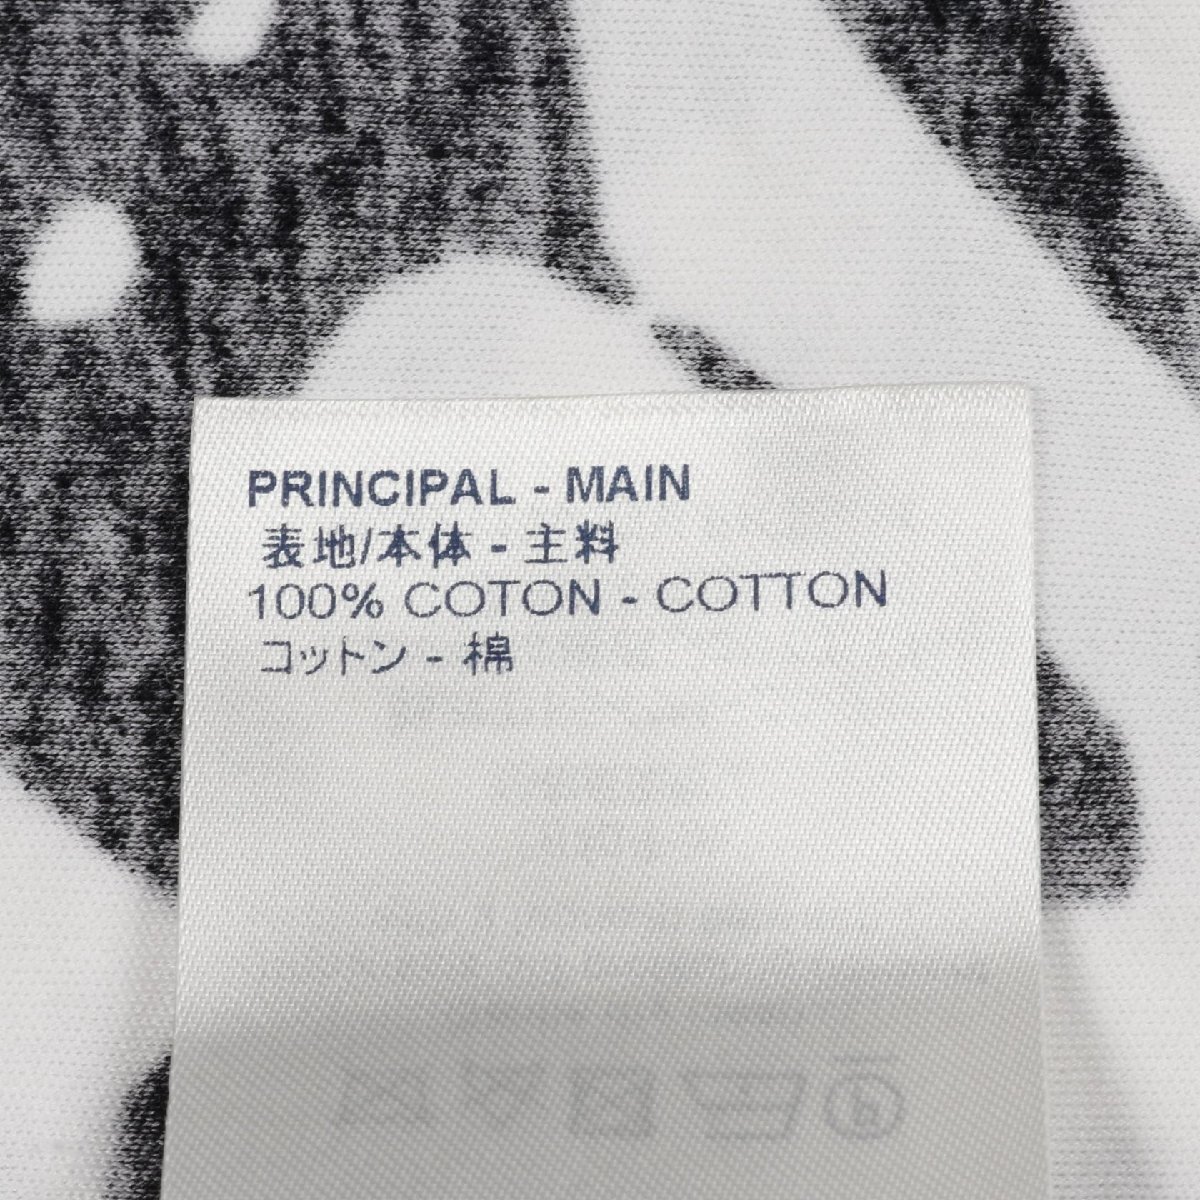 PRINCIPAL - MAIN
表地/本体 - 主料
100% COTON - COTTON
コットン - 棉